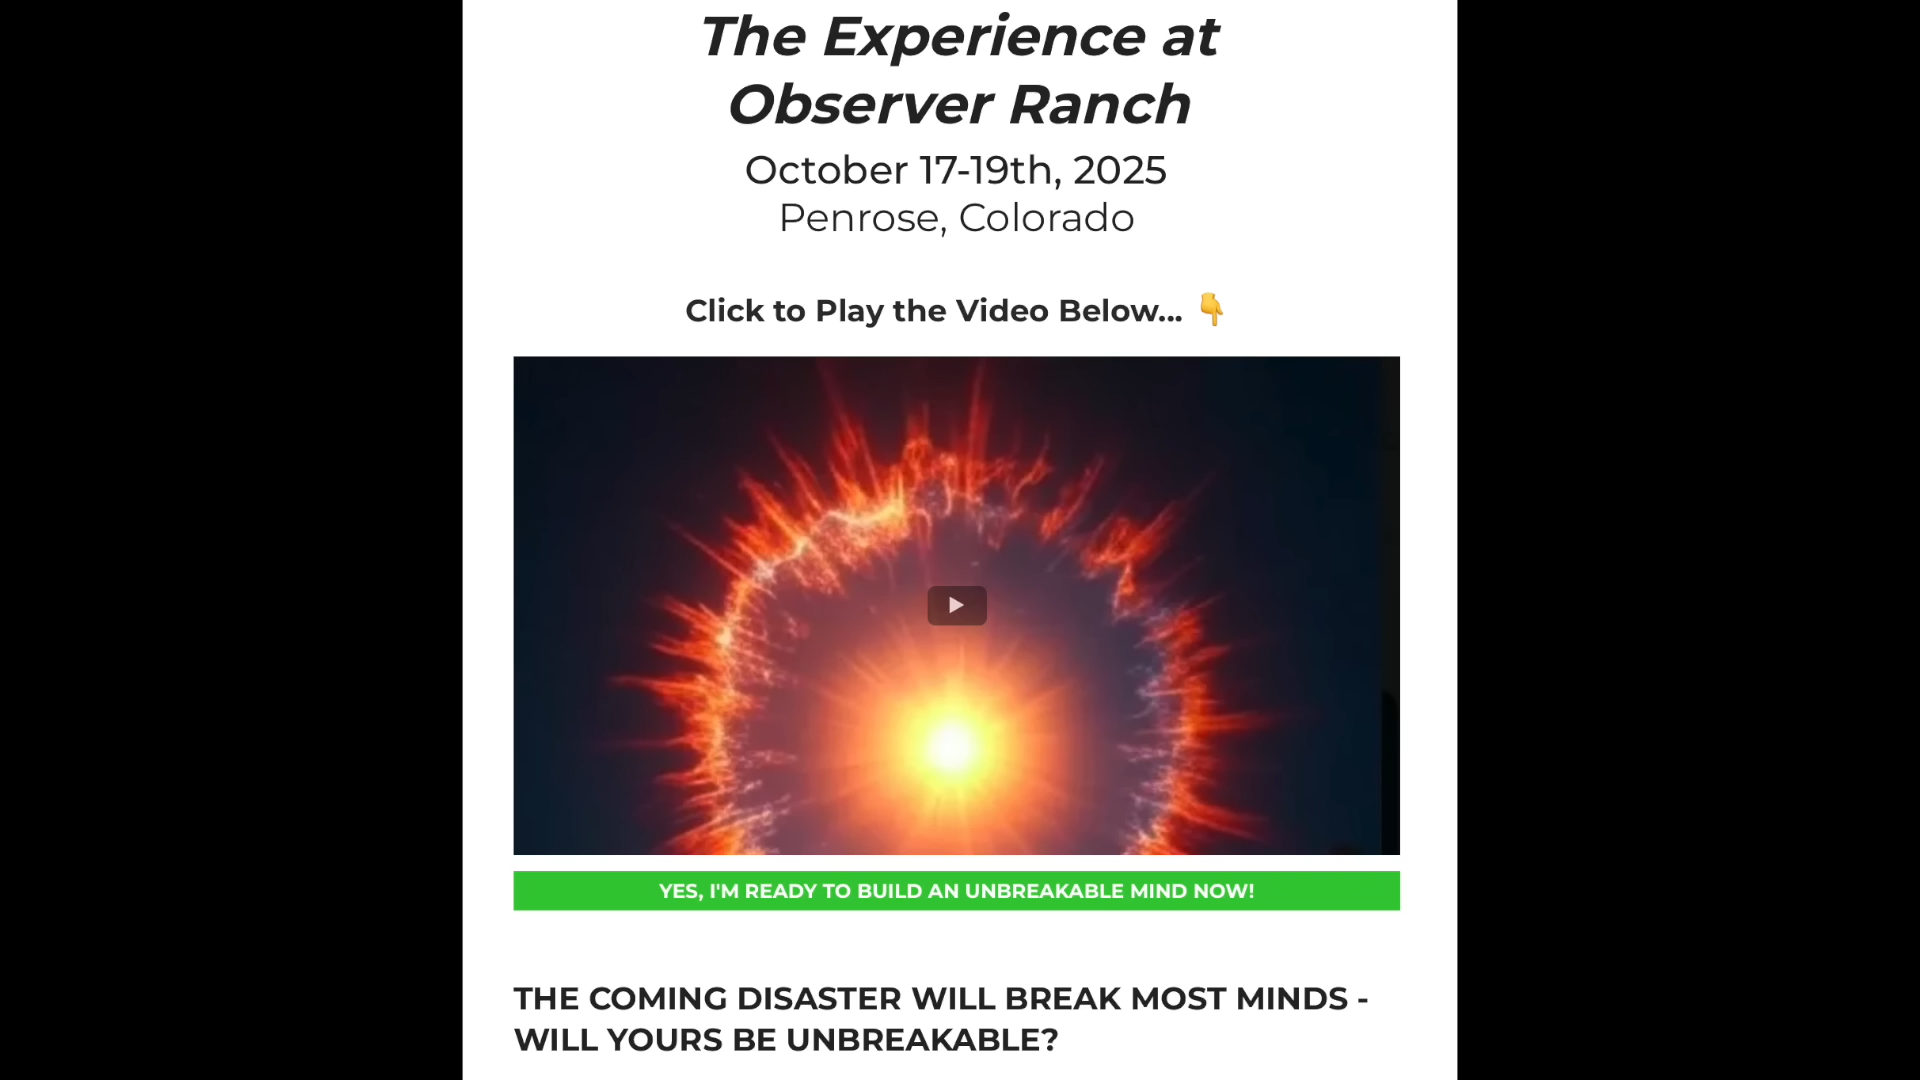 The Experience at
Observer Ranch
October 17-19th, 2025
Penrose, Colorado
Click to Play the Video Below... 👇
YES, I'M READY TO BUILD AN UNBREAKABLE MIND NOW!
THE COMING DISASTER WILL BREAK MOST MINDS -
WILL YOURS BE UNBREAKABLE?